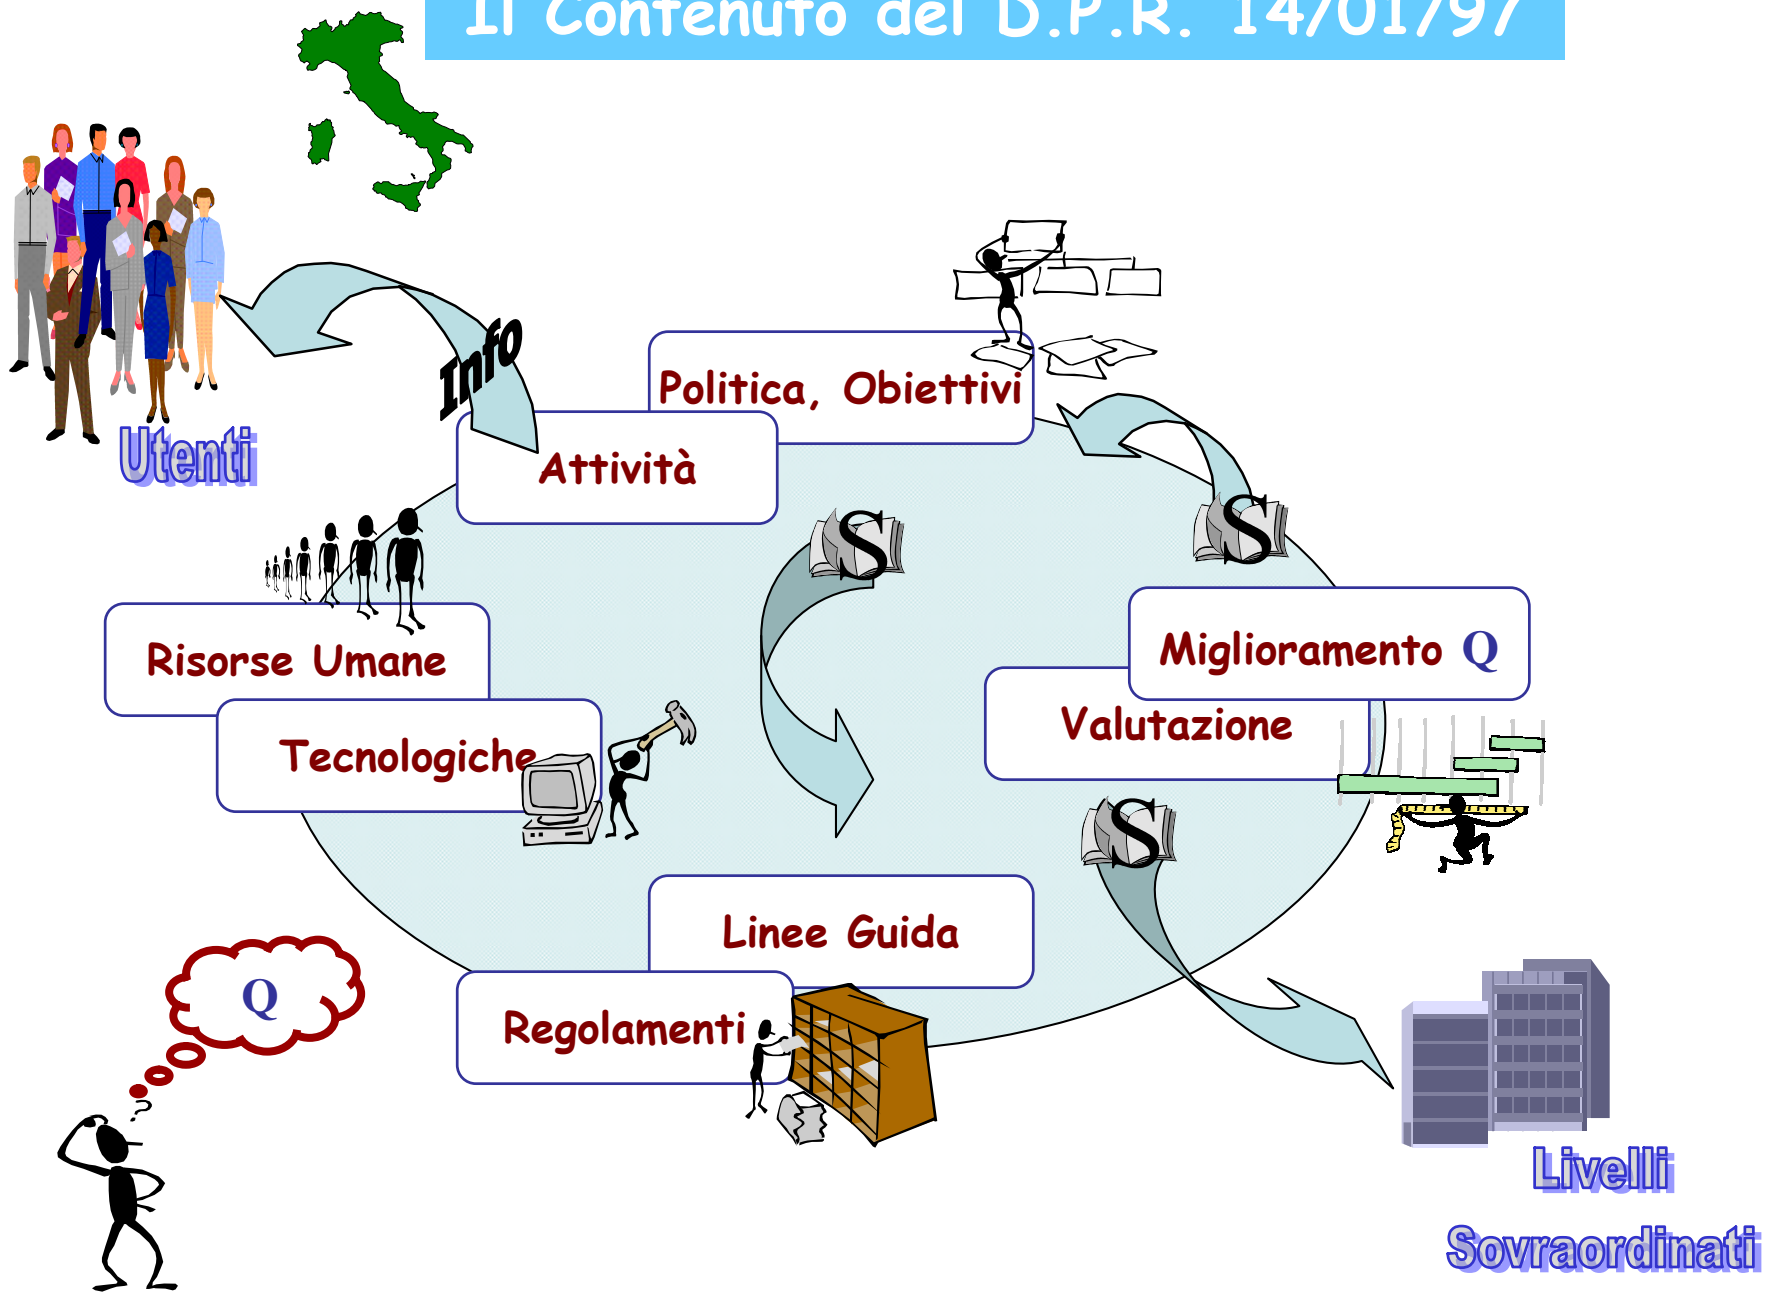 Il Contenuto del D.P.R. 14/01/97
Info
Politica, Obiettivi
Attività
Utenti
S
S
Risorse Umane
Miglioramento Q
Tecnologiche
Valutazione
S
Linee Guida
Q
Regolamenti
?
Livelli
Sovraordinati